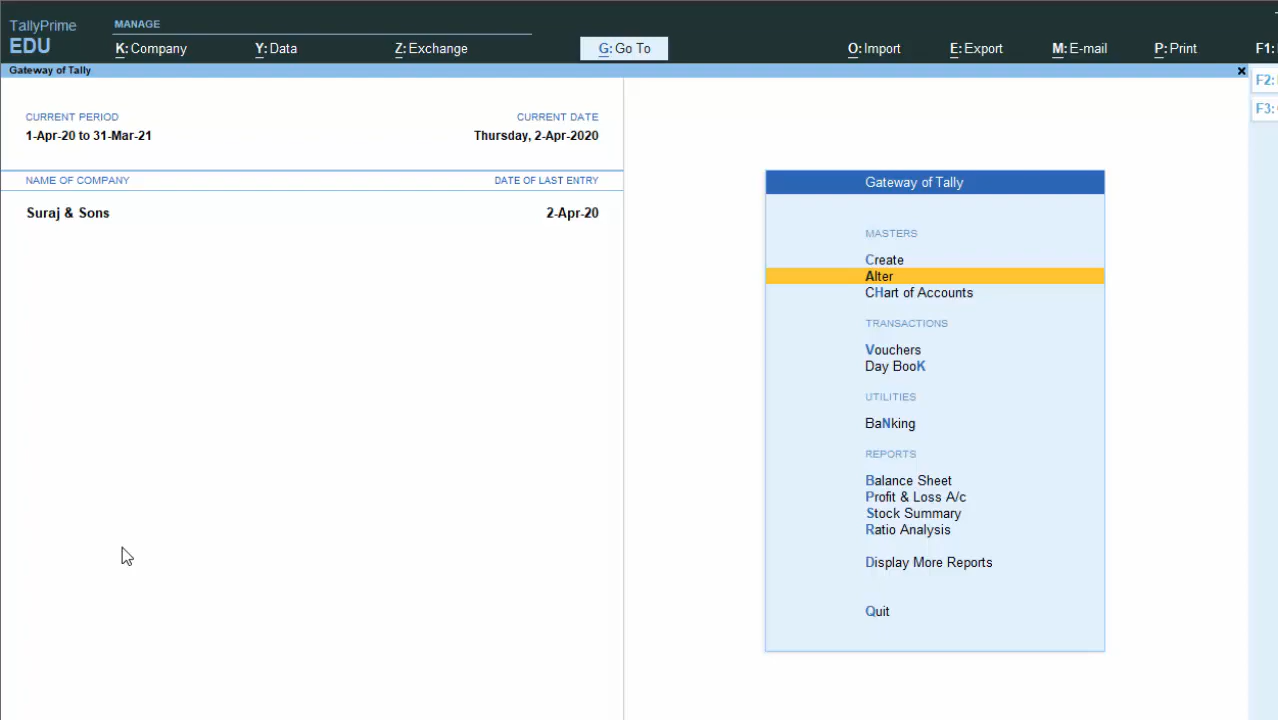 TallyPrime
EDU
MANAGE
K: Company Y: Data Z: Exchange G: Go To O: Import E: Export M: E-mail P: Print F1:
Gateway of Tally
F2:
F3:
CURRENT PERIOD CURRENT DATE
1-Apr-20 to 31-Mar-21 Thursday, 2-Apr-2020
NAME OF COMPANY DATE OF LAST ENTRY
Suraj & Sons 2-Apr-20
Gateway of Tally
MASTERS
Create
Alter
CHart of Accounts
TRANSACTIONS
Vouchers
Day BooK
UTILITIES
BaNking
REPORTS
Balance Sheet
Profit & Loss A/c
Stock Summary
Ratio Analysis
Display More Reports
Quit